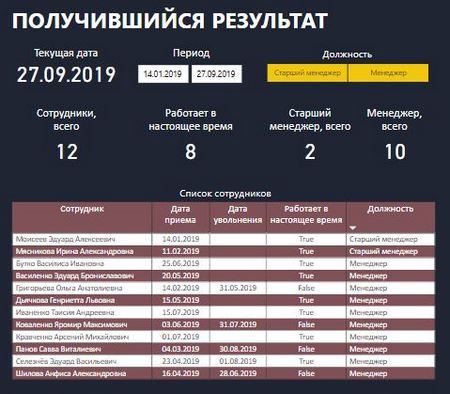 ПОЛУЧИВШИЙСЯ РЕЗУЛЬТАТ
Текущая дата Период Должность
27.09.2019 14.01.2019 27.09.2019 Старший менеджер Менеджер
Сотрудники, всего Работает в настоящее время Старший менеджер, всего Менеджер, всего
12 8 2 10
Список сотрудников
Сотрудник Дата приема Дата увольнения Работает в настоящее время Должность
Моисеев Эдуард Алексеевич 14.01.2019 True Старший менеджер
Мясникова Ирина Александровна 11.02.2019 True Старший менеджер
Бутко Василиса Ивановна 25.06.2019 True Менеджер
Василенко Эдуард Брониславович 20.05.2019 True Менеджер
Григорьева Ольга Анатолиевна 14.02.2019 31.05.2019 False Менеджер
Дьячкова Генриетта Львовна 15.05.2019 True Менеджер
Иваненко Таисия Андреевна 15.07.2019 True Менеджер
Коваленко Яромир Максимович 03.06.2019 31.07.2019 False Менеджер
Кравченко Арсений Михайлович 01.07.2019 True Менеджер
Панов Савва Виталиевич 04.03.2019 30.08.2019 False Менеджер
Селезнёв Эдуард Васильевич 23.04.2019 01.08.2019 True Менеджер
Шилова Анфиса Александровна 16.04.2019 28.06.2019 False Менеджер